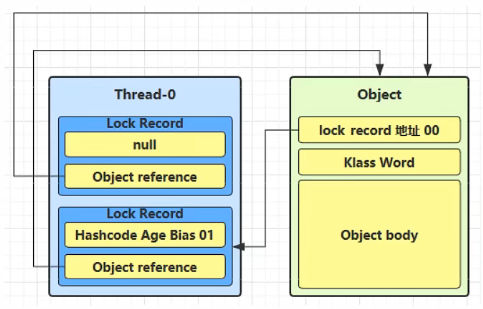 Thread-0
Lock Record
null
Object reference
Lock Record
Hashcode Age Bias 01
Object reference
Object
lock record 地址 00
Klass Word
Object body